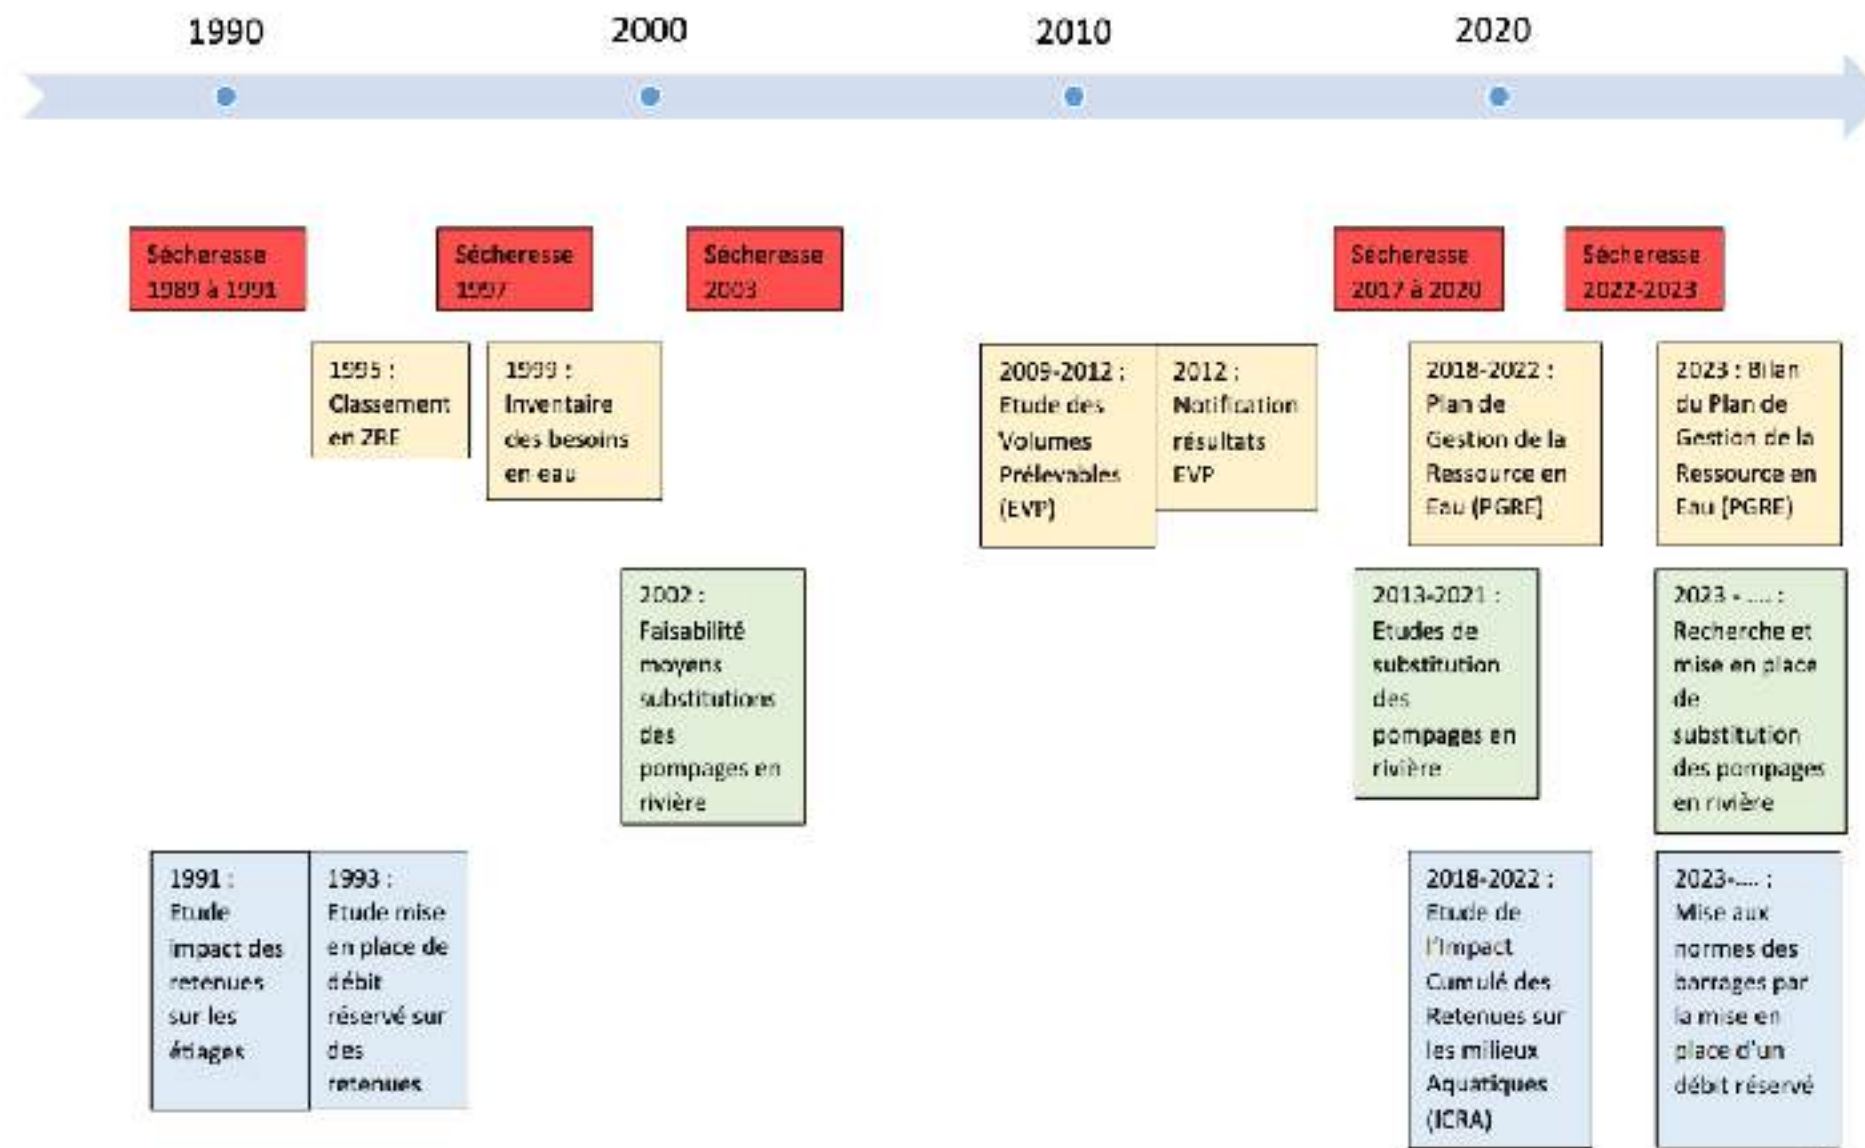 1990
2000
2010
2020
Sécheresse
1989 à 1991
Sécheresse
1997
Sécheresse
2003
Sécheresse
2017 à 2020
Sécheresse
2022-2023
1995 :
Classement
en ZRE
1999 :
Inventaire
des besoins
en eau
2009-2012 :
Etude des
Volumes
Prélevables
(EVP)
2012 :
Notification
résultats
EVP
2018-2022 :
Plan de
Gestion de la
Ressource en
Eau (PGRE)
2023 : Bilan
du Plan de
Gestion de la
Ressource en
Eau (PGRE)
2002 :
Faisabilité
moyens
substitutions
des
pompages en
rivière
2013-2021 :
Etudes de
substitution
des
pompages en
rivière
2023 - .... :
Recherche et
mise en place
de
substitution
des pompages
en rivière
1991 :
Etude
impact des
retenues
sur les
étiages
1993 :
Etude mise
en place de
débit
réservé sur
des
retenues
2018-2022 :
Etude de
l'Impact
Cumulé des
Retenues sur
les milieux
Aquatiques
(ICRA)
2023-.... :
Mise aux
normes des
barrages par
la mise en
place d'un
débit réservé